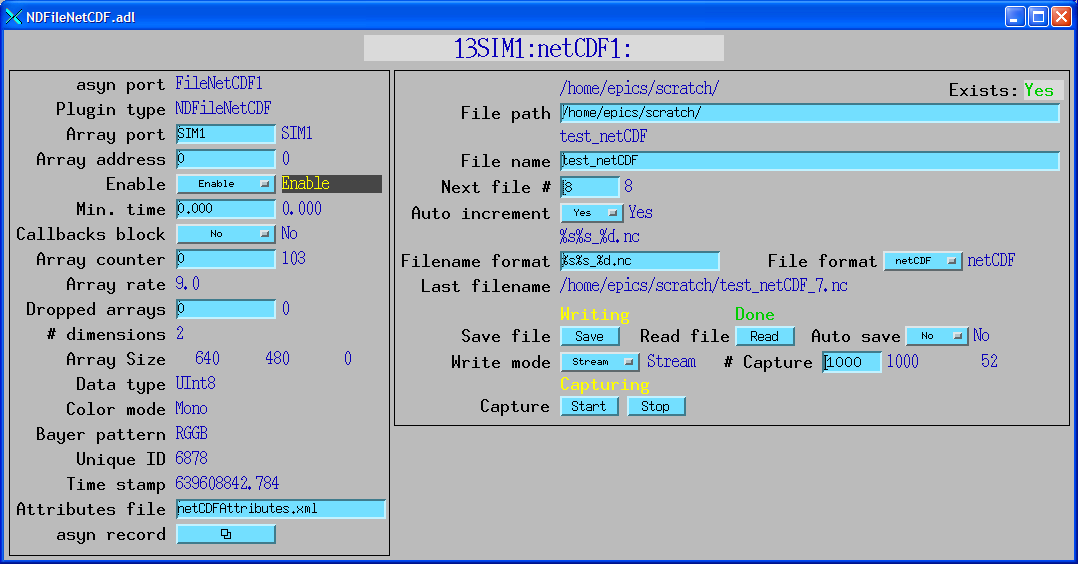 NDFileNetCDF.adl
13SIM1:netCDF1:
asyn port FileNetCDF1
Plugin type NDFileNetCDF
Array port SIM1 SIM1
Array address 0 0
Enable Enable Enable
Min. time 0.000 0.000
Callbacks block No No
Array counter 0 103
Array rate 9.0
Dropped arrays 0 0
# dimensions 2
Array Size 640 480 0
Data type UInt8
Color mode Mono
Bayer pattern RGGB
Unique ID 6878
Time stamp 639608842.784
Attributes file netCDFAttributes.xml
asyn record
/home/epics/scratch/ Exists: Yes
File path /home/epics/scratch/
test_netCDF
File name test_netCDF
Next file # 8 8
Auto increment Yes Yes
%s%s_%d.nc
Filename format %s%s_%d.nc File format netCDF netCDF
Last filename /home/epics/scratch/test_netCDF_7.nc
Writing Done
Save file Save Read file Read Auto save No No
Write mode Stream Stream # Capture 1000 1000 52
Capturing
Capture Start Stop